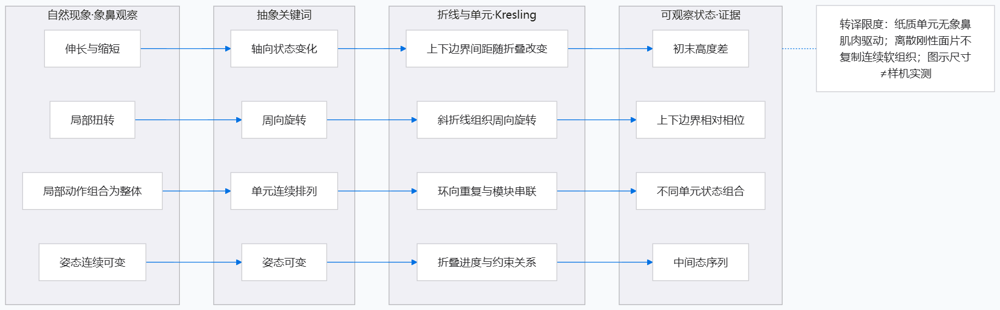 自然现象·象鼻观察
抽象关键词
折线与单元·Kresling
可观察状态·证据
伸长与缩短
轴向状态变化
上下边界间距随折叠改变
初末高度差
转译限度：纸质单元无象鼻
肌肉驱动；离散刚性面片不
复制连续软组织；图示尺寸
≠样机实测
局部扭转
周向旋转
斜折线组织周向旋转
上下边界相对相位
局部动作组合为整体
单元连续排列
环向重复与模块串联
不同单元状态组合
姿态连续可变
姿态可变
折叠进度与约束关系
中间态序列